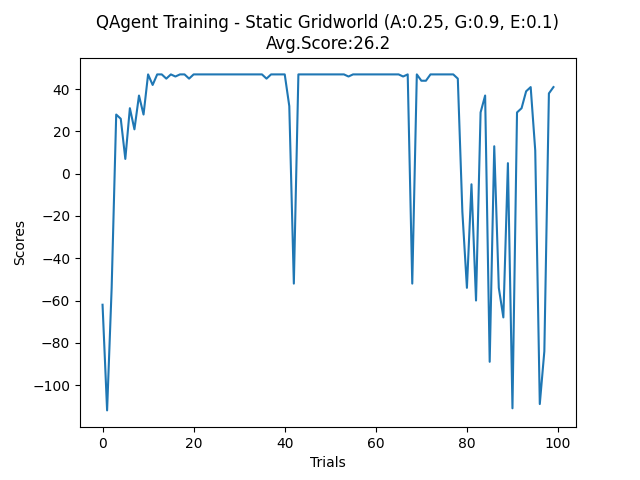 QAgent Training - Static Gridworld (A:0.25, G:0.9, E:0.1)
Avg.Score:26.2
40
20
0
−20
−40
−60
−80
−100
Scores
0 20 40 60 80 100
Trials